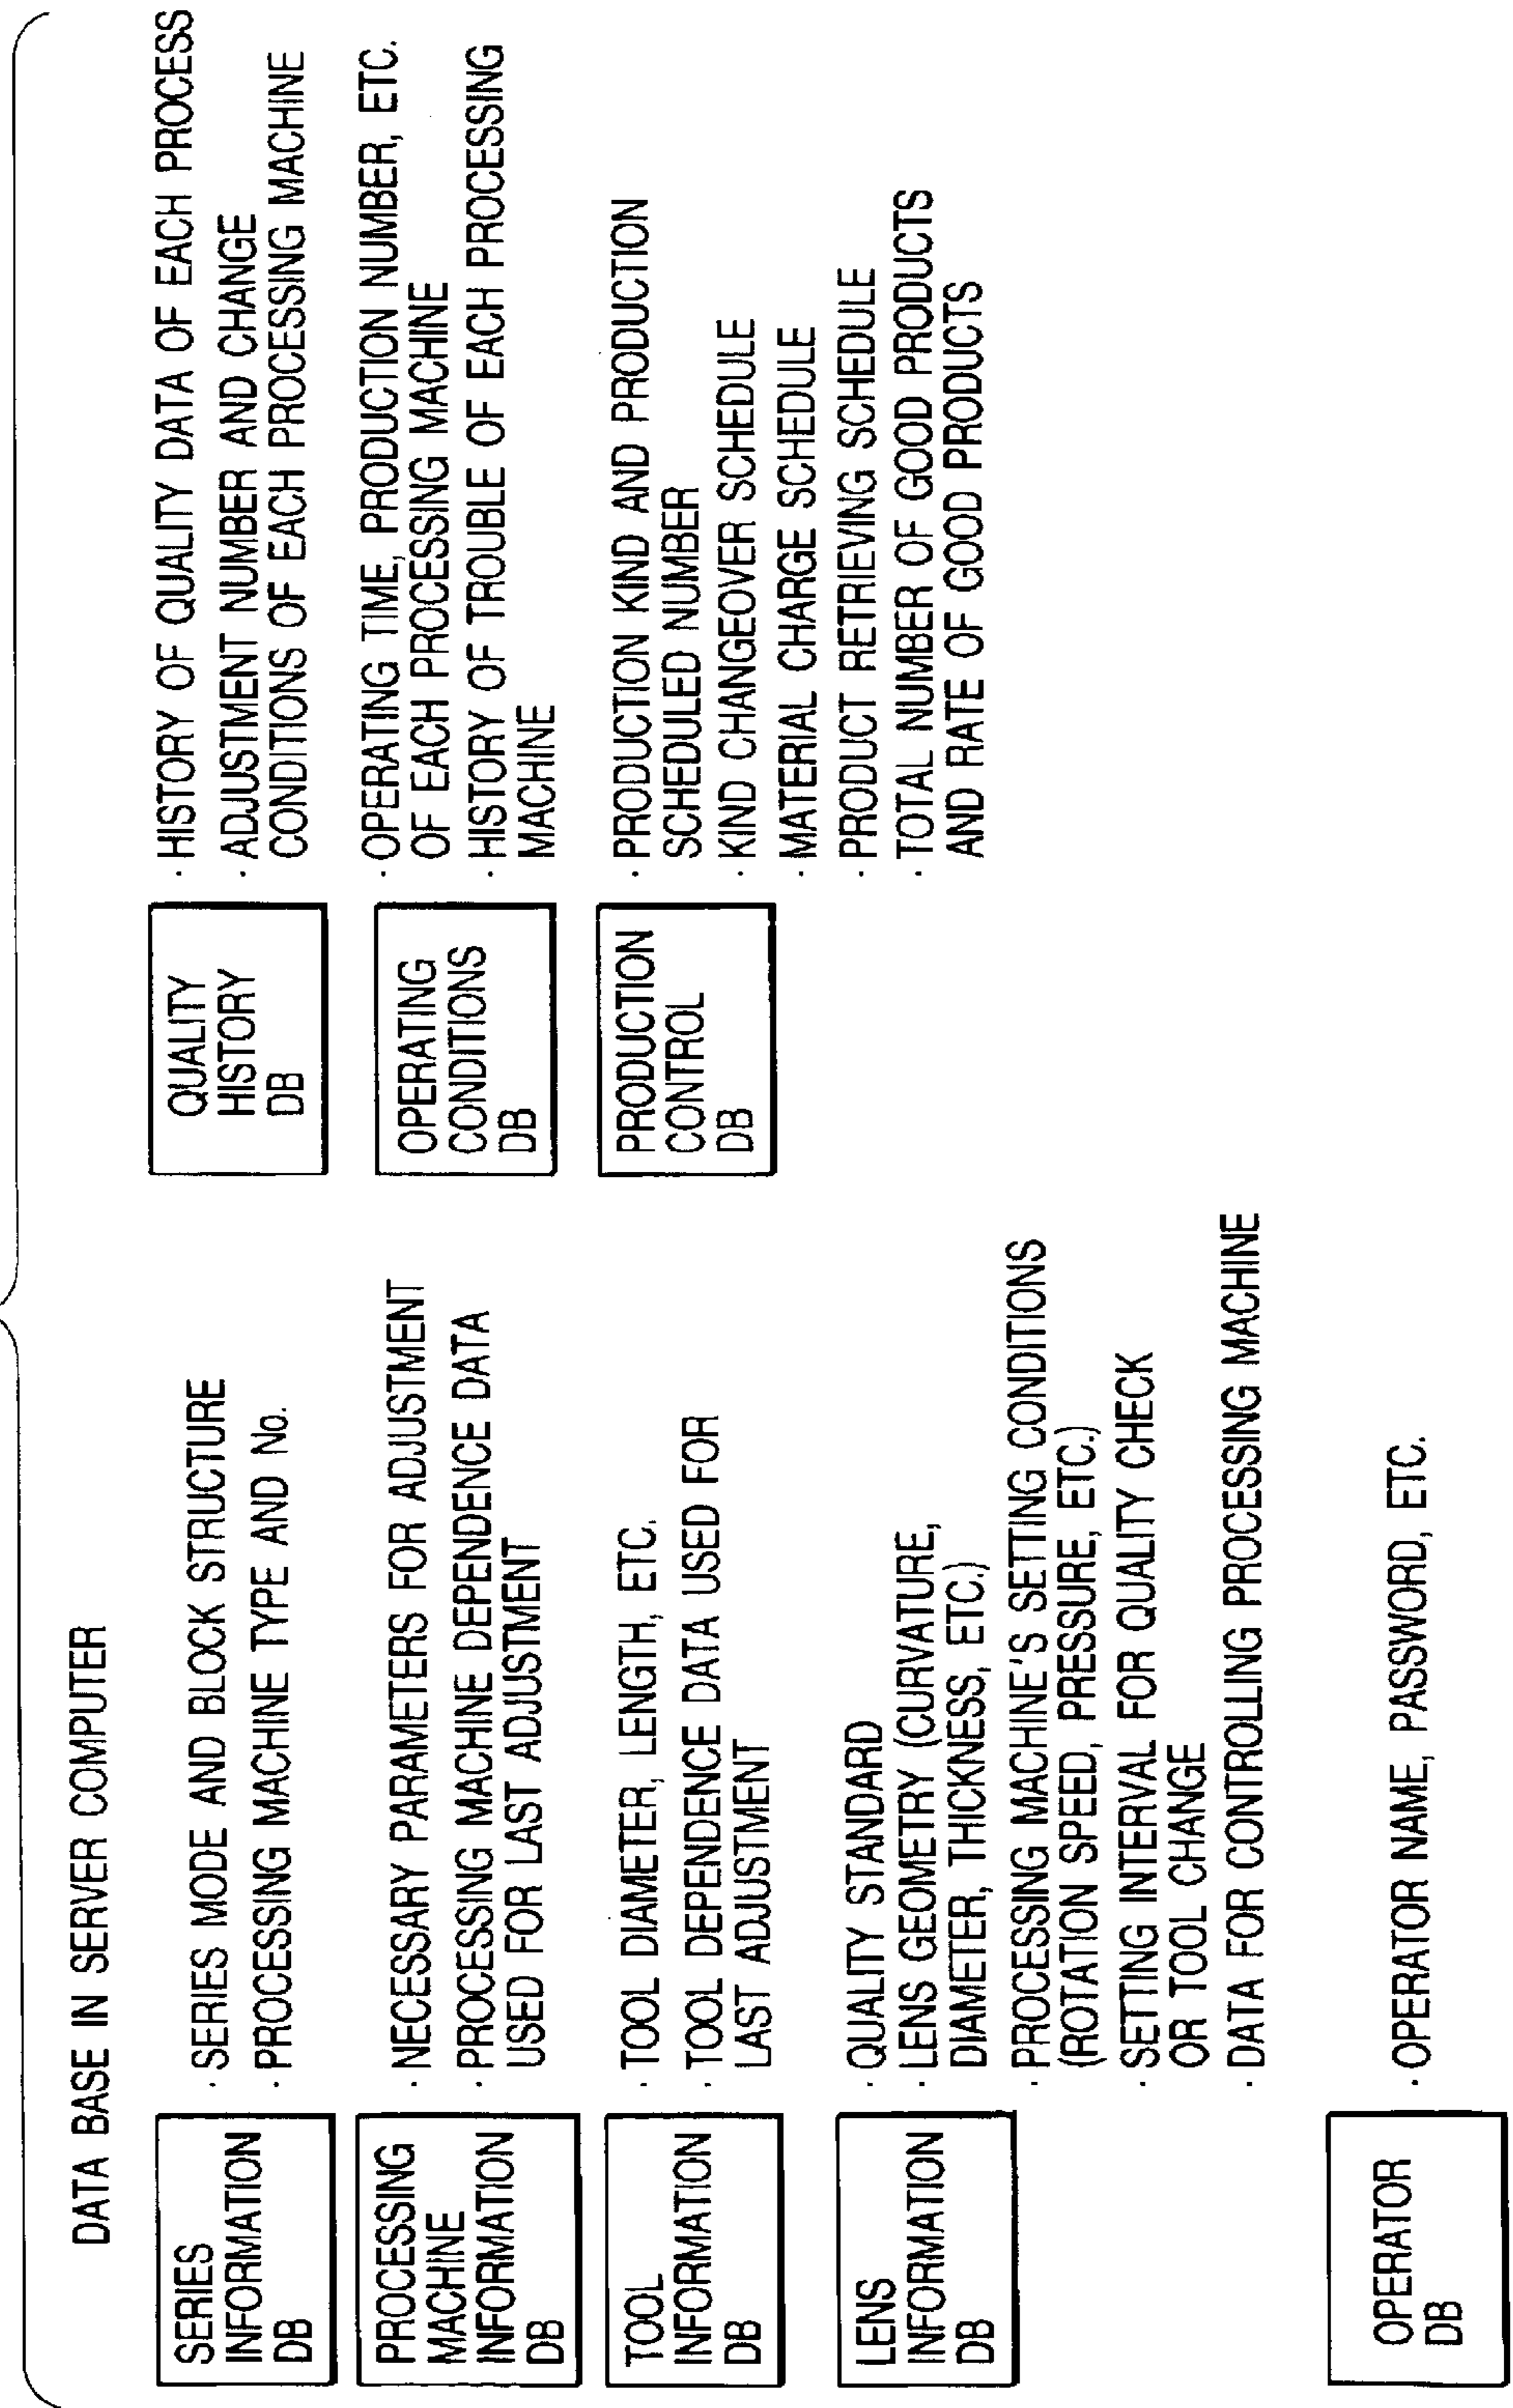 DATA BASE IN SERVER COMPUTER
SERIES
INFORMATION
DB
· SERIES MODE AND BLOCK STRUCTURE
· PROCESSING MACHINE TYPE AND No.
PROCESSING
MACHINE
INFORMATION
DB
· NECESSARY PARAMETERS FOR ADJUSTMENT
· PROCESSING MACHINE DEPENDENCE DATA
USED FOR LAST ADJUSTMENT
TOOL
INFORMATION
DB
· TOOL DIAMETER, LENGTH, ETC.
· TOOL DEPENDENCE DATA USED FOR
LAST ADJUSTMENT
LENS
INFORMATION
DB
· QUALITY STANDARD
· LENS GEOMETRY (CURVATURE,
DIAMETER, THICKNESS, ETC.)
· PROCESSING MACHINE'S SETTING CONDITIONS
(ROTATION SPEED, PRESSURE, ETC.)
· SETTING INTERVAL FOR QUALITY CHECK
OR TOOL CHANGE
· DATA FOR CONTROLLING PROCESSING MACHINE
OPERATOR
DB
· OPERATOR NAME, PASSWORD, ETC.
QUALITY
HISTORY
DB
· HISTORY OF QUALITY DATA OF EACH PROCESS
· ADJUSTMENT NUMBER AND CHANGE
CONDITIONS OF EACH PROCESSING MACHINE
OPERATING
CONDITIONS
DB
· OPERATING TIME, PRODUCTION NUMBER, ETC.
OF EACH PROCESSING MACHINE
· HISTORY OF TROUBLE OF EACH PROCESSING
MACHINE
PRODUCTION
CONTROL
DB
· PRODUCTION KIND AND PRODUCTION
SCHEDULED NUMBER
· KIND CHANGEOVER SCHEDULE
· MATERIAL CHARGE SCHEDULE
· PRODUCT RETRIEVING SCHEDULE
· TOTAL NUMBER OF GOOD PRODUCTS
AND RATE OF GOOD PRODUCTS